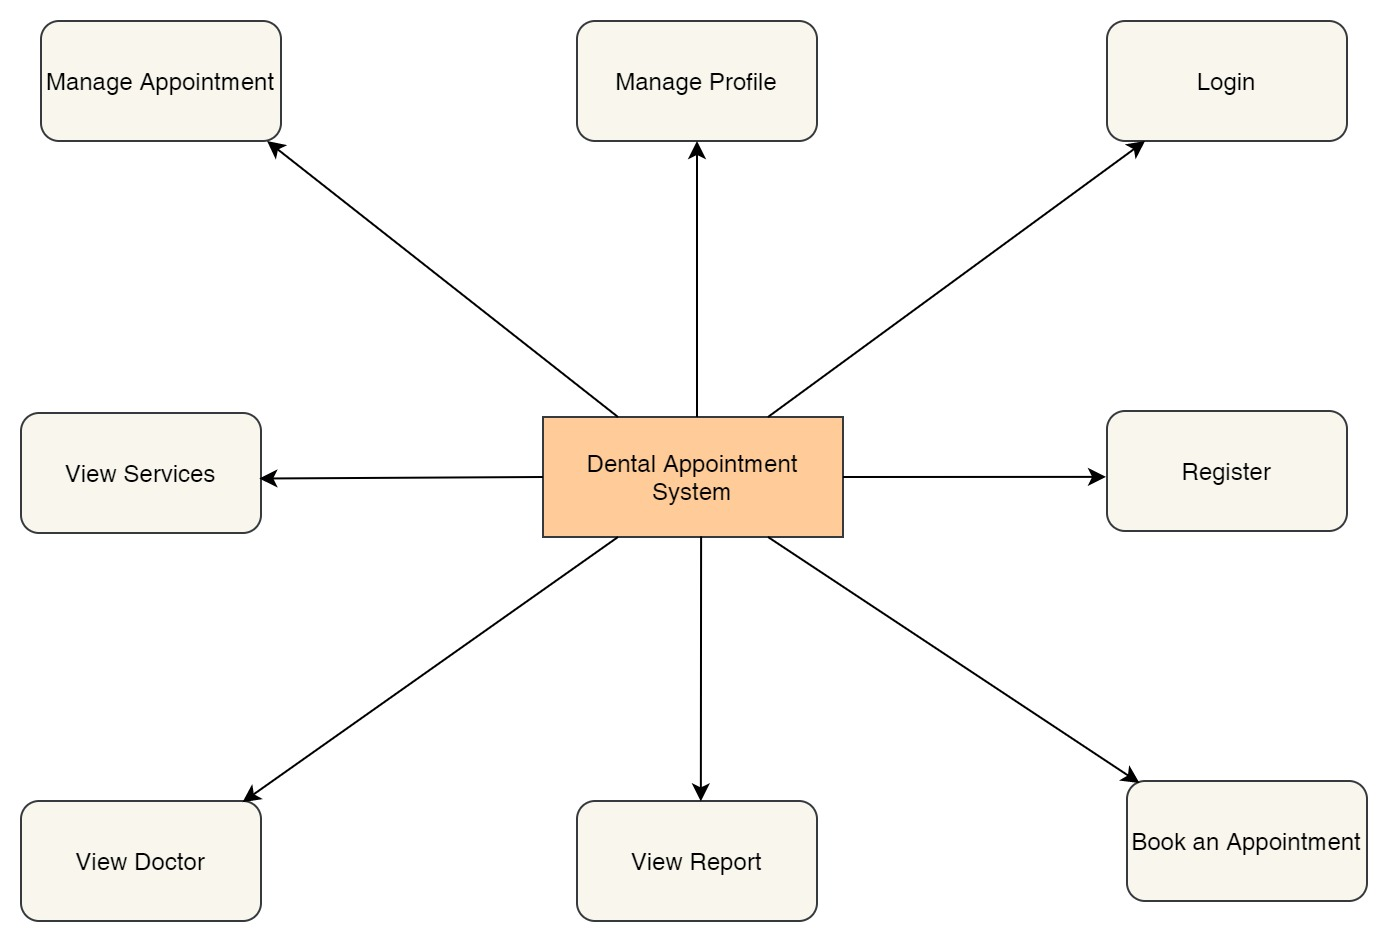 Manage Appointment
Manage Profile
Login
View Services
Dental Appointment
System
Register
View Doctor
View Report
Book an Appointment